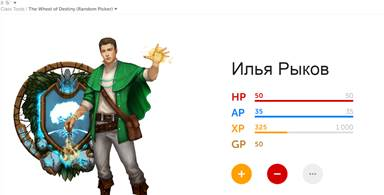 Class Tools / The Wheel of Destiny (Random Picker)
Илья Рыков
HP 50 50
AP 35 35
XP 325 1 000
GP 50